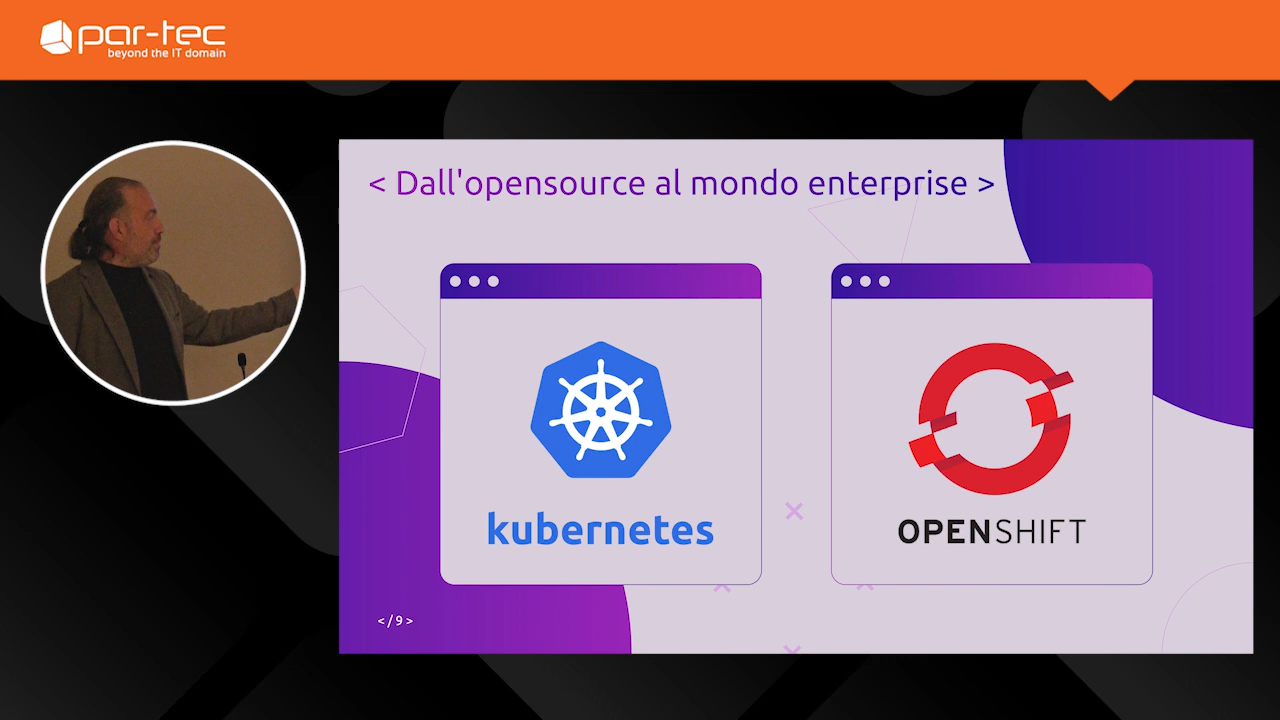 par-tec
beyond the IT domain
< Dall'opensource al mondo enterprise >
kubernetes
OPENSHIFT
</9>